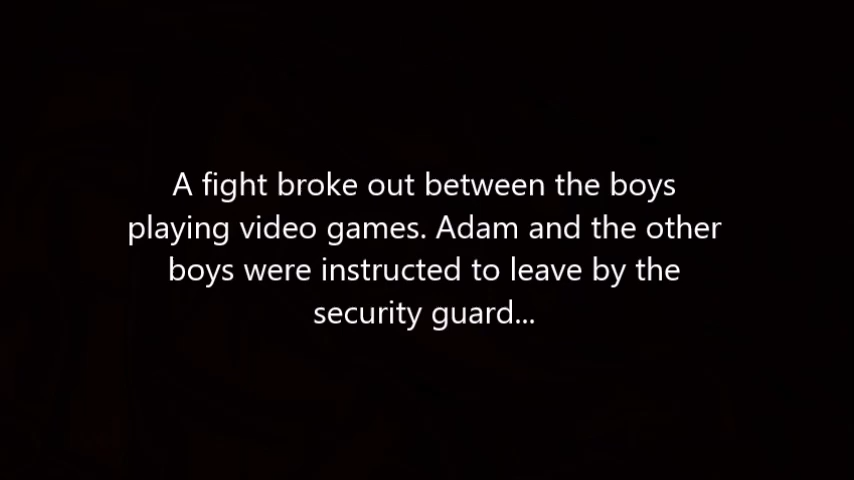 A fight broke out between the boys
playing video games. Adam and the other
boys were instructed to leave by the
security guard...